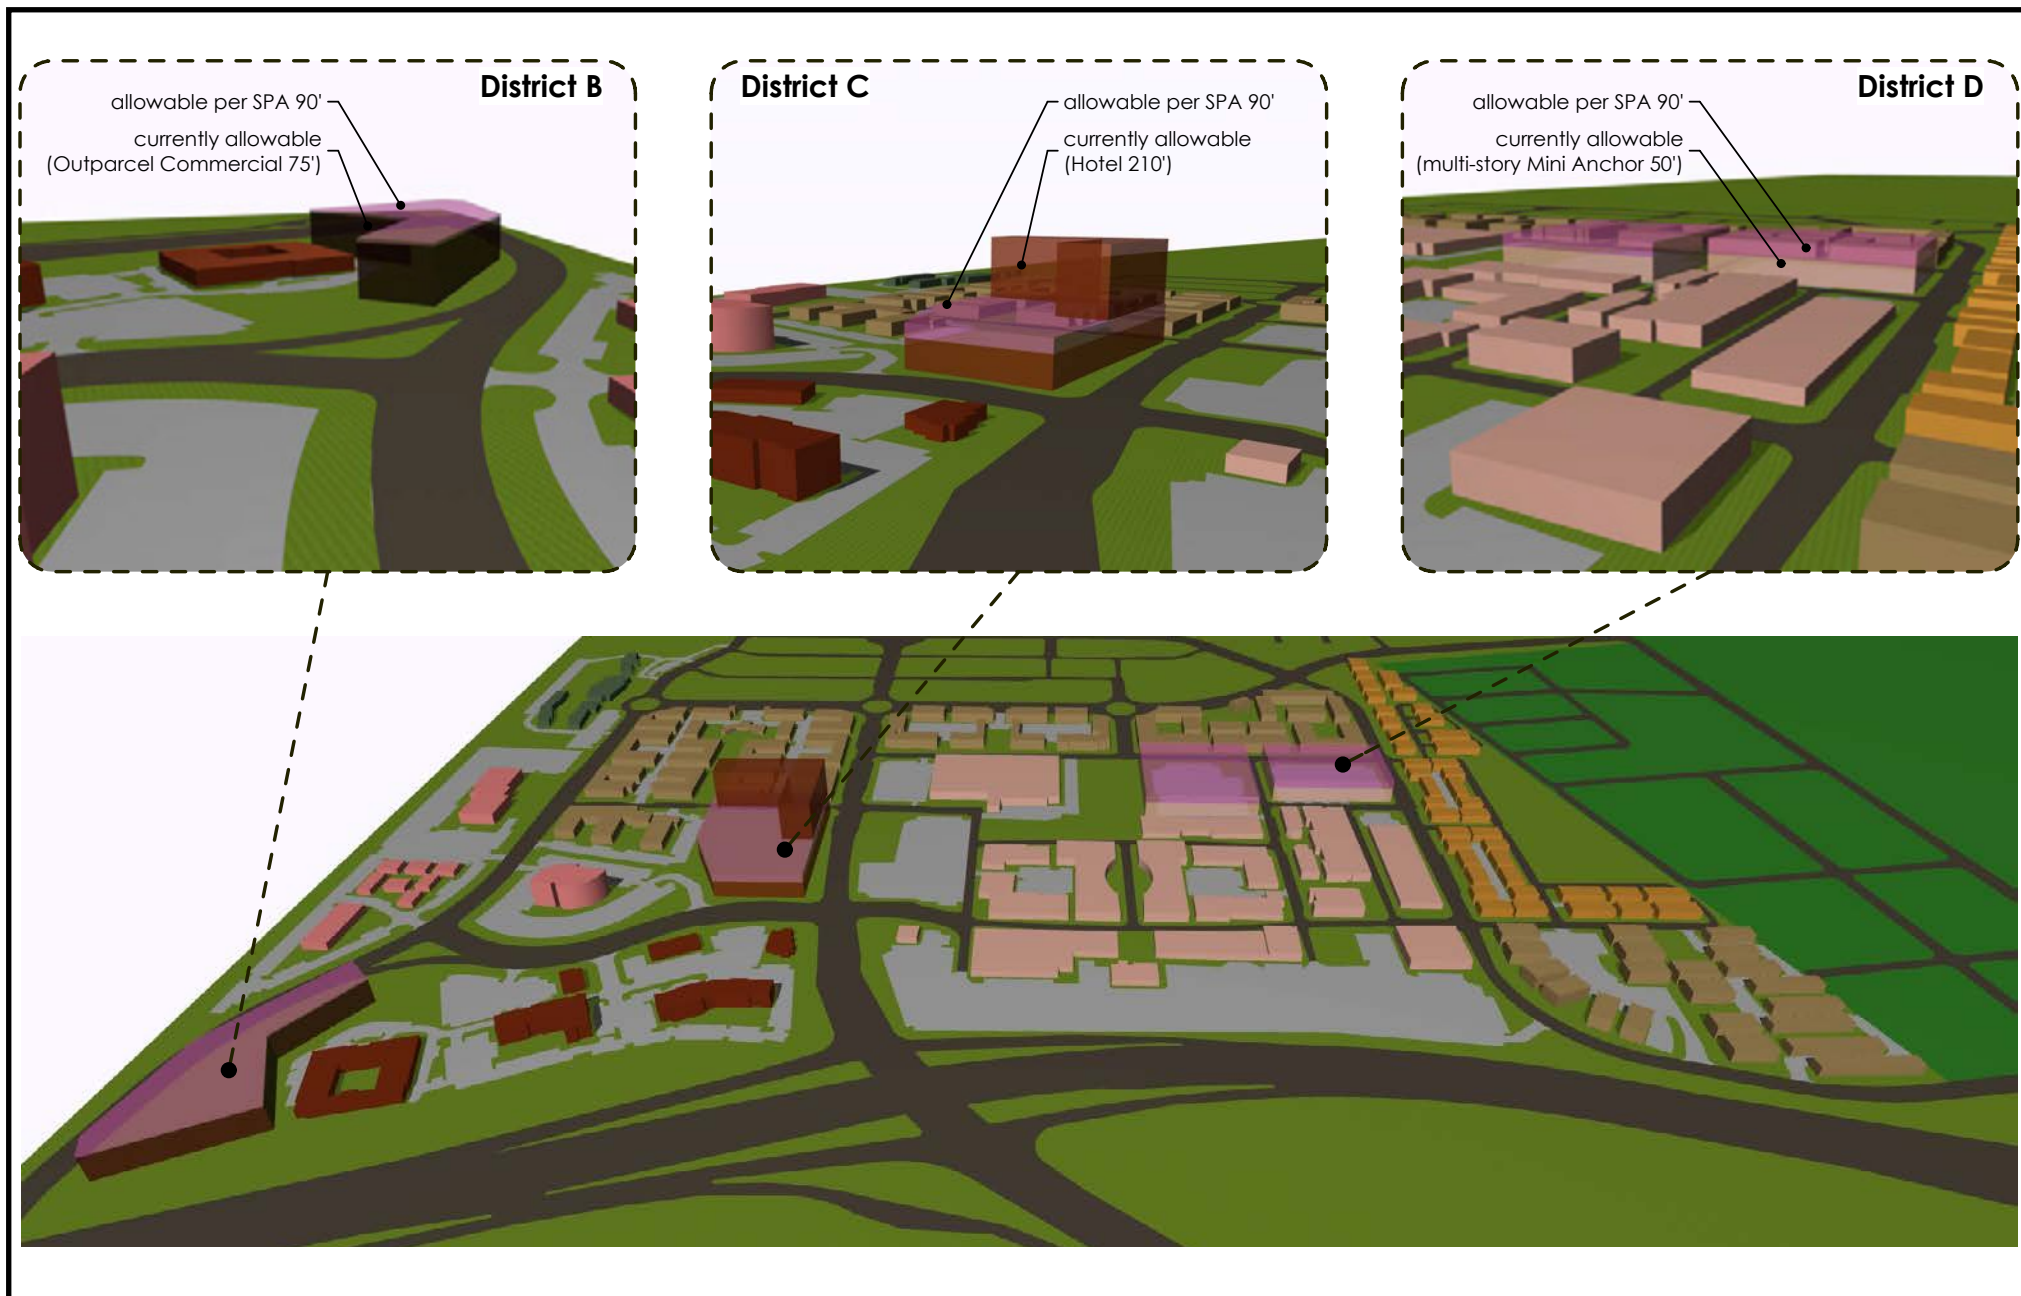 District B
allowable per SPA 90'
currently allowable
(Outparcel Commercial 75')
District C
allowable per SPA 90'
currently allowable
(Hotel 210')
District D
allowable per SPA 90'
currently allowable
(multi-story Mini Anchor 50')